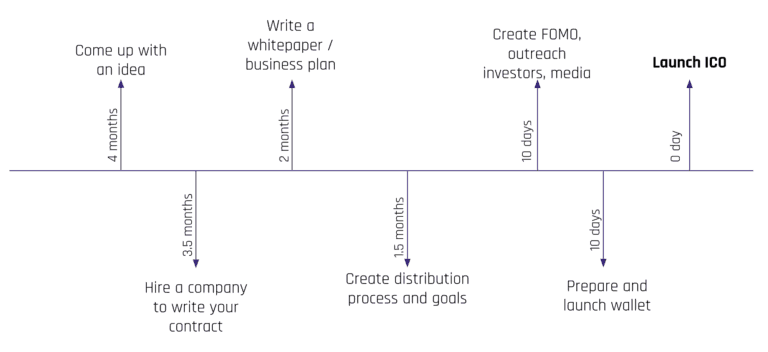 Come up with
an idea
4 months
3.5 months
Hire a company
to write your
contract
Write a
whitepaper /
business plan
2 months
1.5 months
Create distribution
process and goals
Create FOMO,
outreach
investors, media
10 days
10 days
Prepare and
launch wallet
Launch ICO
0 day